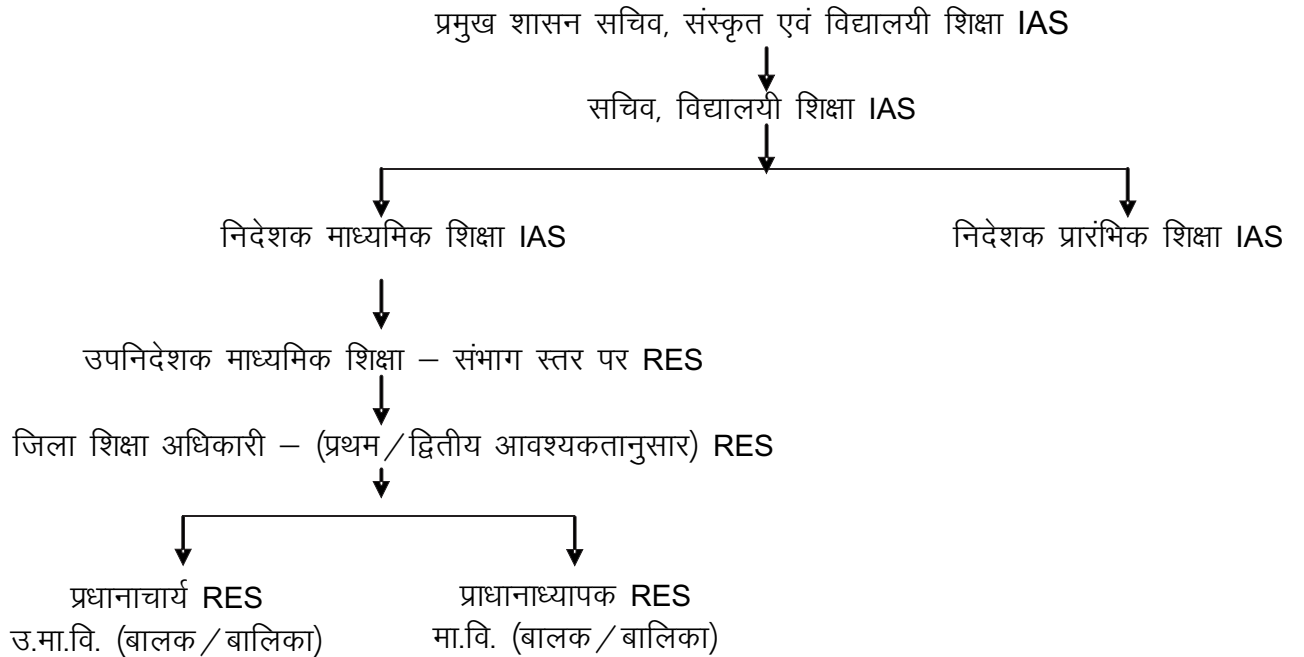 प्रमुख शासन सचिव, संस्कृत एवं विद्यालयी शिक्षा IAS
सचिव, विद्यालयी शिक्षा IAS
निदेशक माध्यमिक शिक्षा IAS
निदेशक प्रारंभिक शिक्षा IAS
उपनिदेशक माध्यमिक शिक्षा – संभाग स्तर पर RES
जिला शिक्षा अधिकारी – (प्रथम/द्वितीय आवश्यकतानुसार) RES
प्रधानाचार्य RES
उ.मा.वि. (बालक/बालिका)
प्राधानाध्यापक RES
मा.वि. (बालक/बालिका)